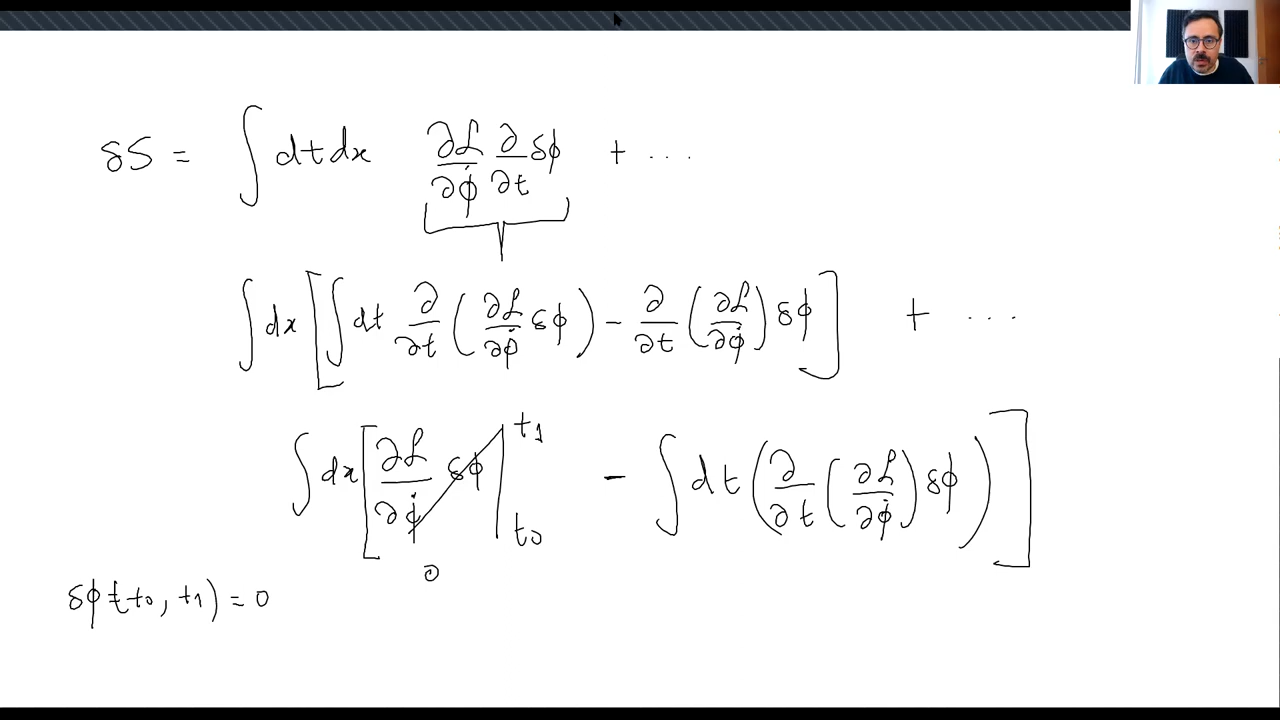 δS = ∫ dt dx ∂ℒ/∂φ̇ ∂/∂t δφ + ...
∫ dx [ ∫ dt ∂/∂t ( ∂ℒ/∂φ̇ δφ ) − ∂/∂t ( ∂ℒ/∂φ̇ ) δφ ] + ...
∫ dx [ ∂ℒ/∂φ̇ δφ |_{t0}^{t1} − ∫ dt ( ∂/∂t ( ∂ℒ/∂φ̇ ) δφ ) ]
0
δφ(t0, t1) = 0